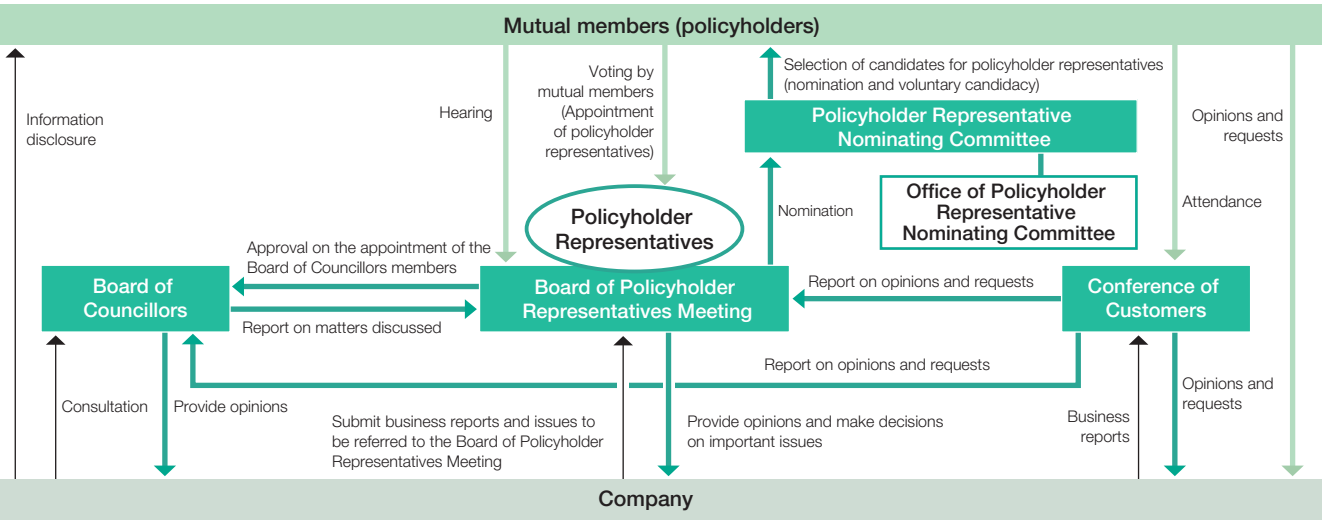 Mutual members (policyholders)
Information
disclosure
Hearing
Voting by
mutual members
(Appointment
of policyholder
representatives)
Selection of candidates for policyholder representatives
(nomination and voluntary candidacy)
Policyholder Representative
Nominating Committee
Opinions and
requests
Office of Policyholder
Representative
Nominating Committee
Attendance
Nomination
Policyholder
Representatives
Approval on the appointment of the
Board of Councillors members
Board of
Councillors
Report on matters discussed
Board of Policyholder
Representatives Meeting
Report on opinions and requests
Conference of
Customers
Report on opinions and requests
Consultation
Provide opinions
Submit business reports and issues to
be referred to the Board of Policyholder
Representatives Meeting
Provide opinions and make decisions
on important issues
Business
reports
Opinions and
requests
Company